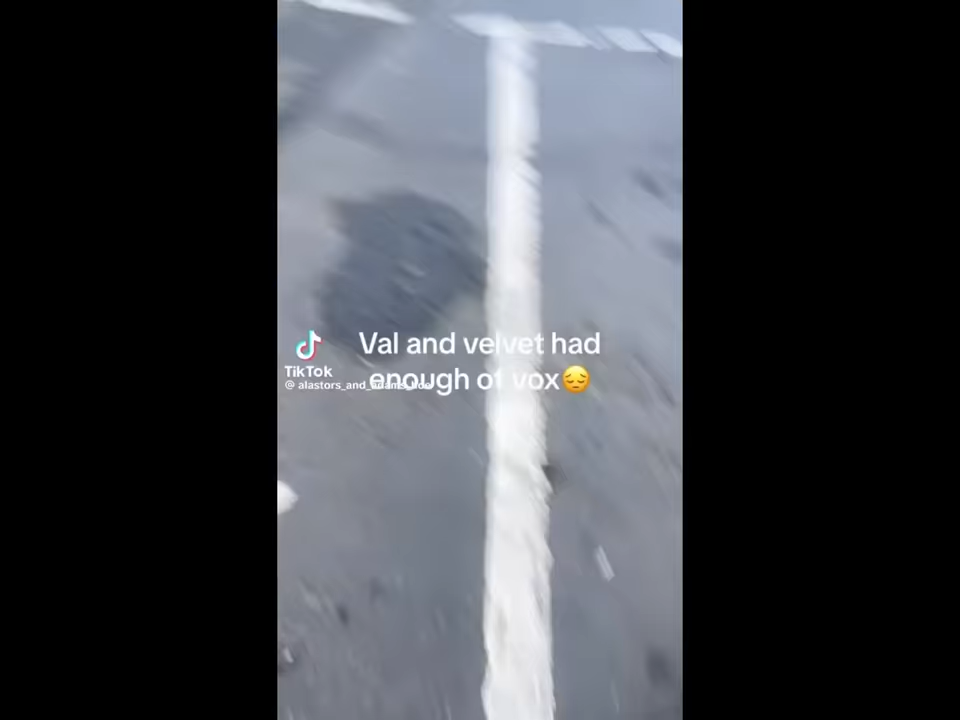 Val and velvet had
enough of vox😔
TikTok